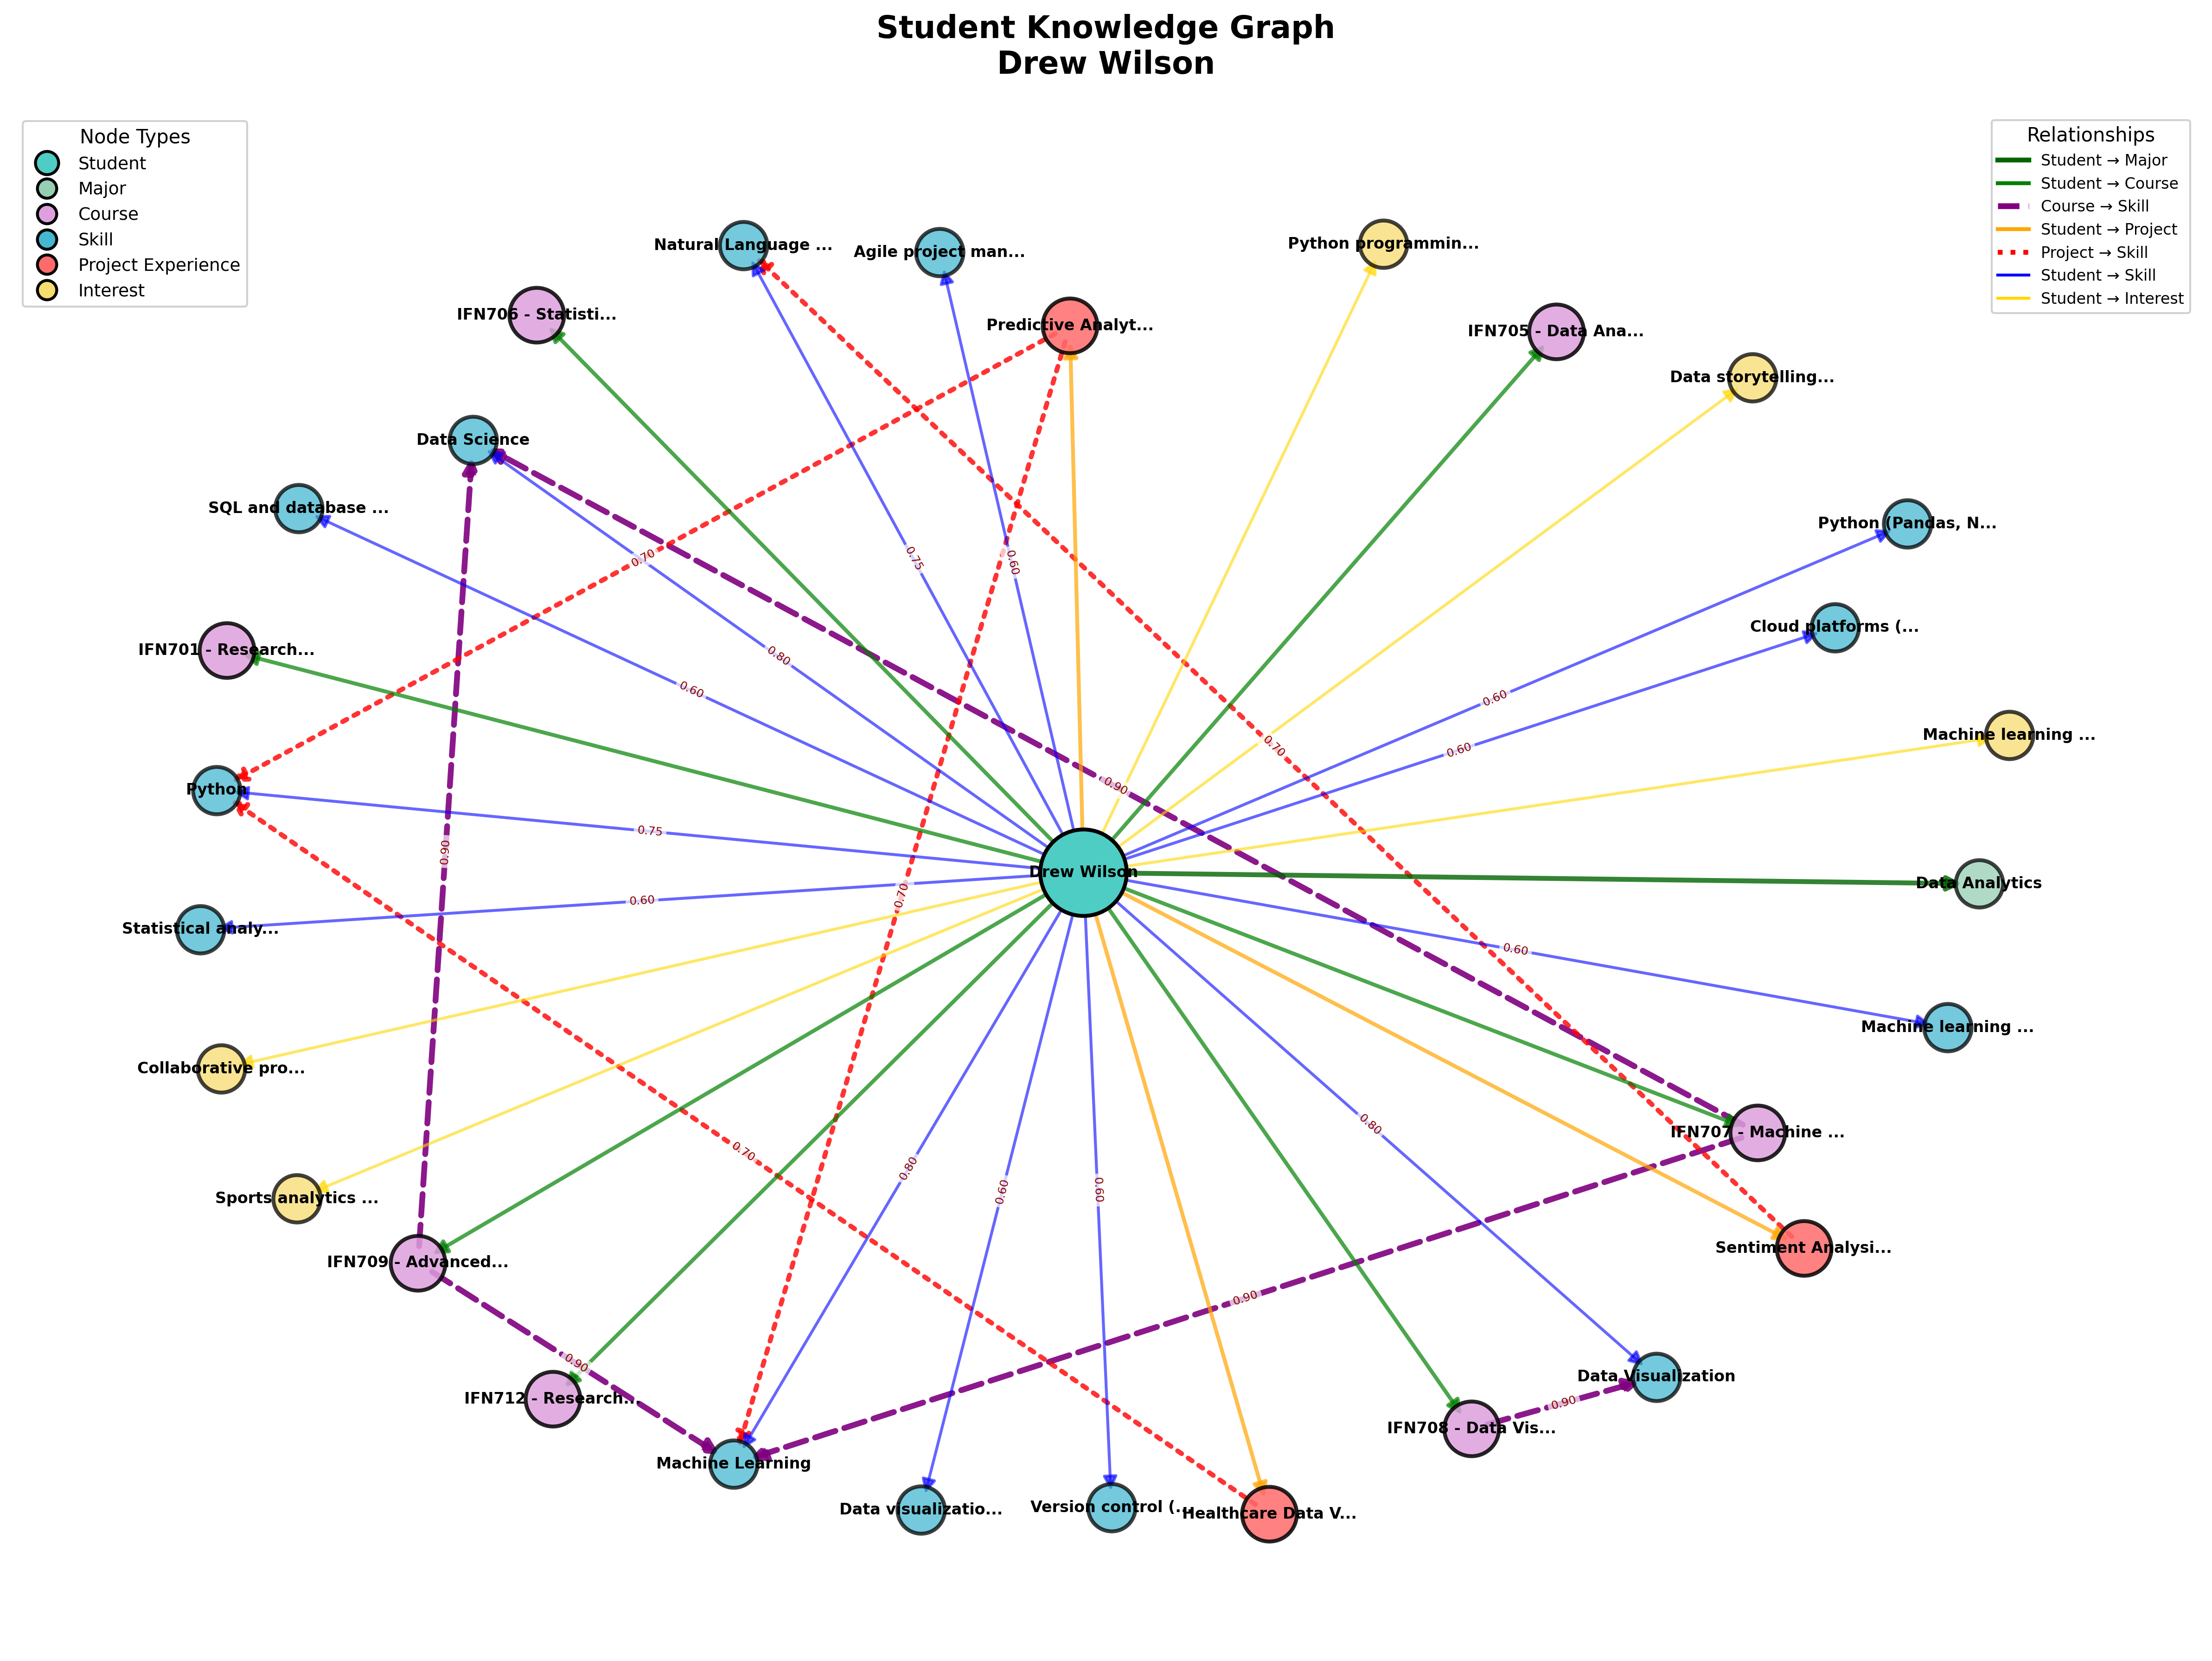 Student Knowledge Graph
Drew Wilson
Node Types
Student
Major
Course
Skill
Project Experience
Interest
Relationships
Student → Major
Student → Course
Course → Skill
Student → Project
Project → Skill
Student → Skill
Student → Interest
Natural Language ...
Agile project man...
Python programmin...
IFN706 - Statisti...
Predictive Analyt...
IFN705 - Data Ana...
Data storytelling...
Data Science
SQL and database ...
Python (Pandas, N...
0.70
0.75
0.60
Cloud platforms (...
IFN701 - Research...
0.80
0.60
0.60
0.70
0.60
Machine learning ...
Python
0.90
0.75
0.90
Drew Wilson
Data Analytics
0.70
0.60
Statistical analy...
0.60
Machine learning ...
Collaborative pro...
0.80
IFN707 - Machine ...
0.70
0.80
0.60
0.60
Sports analytics ...
Sentiment Analysi...
IFN709 - Advanced...
0.90
0.90
Data Visualization
IFN712 - Research...
0.90
IFN708 - Data Vis...
Machine Learning
Data visualizatio...
Version control (...
Healthcare Data V...